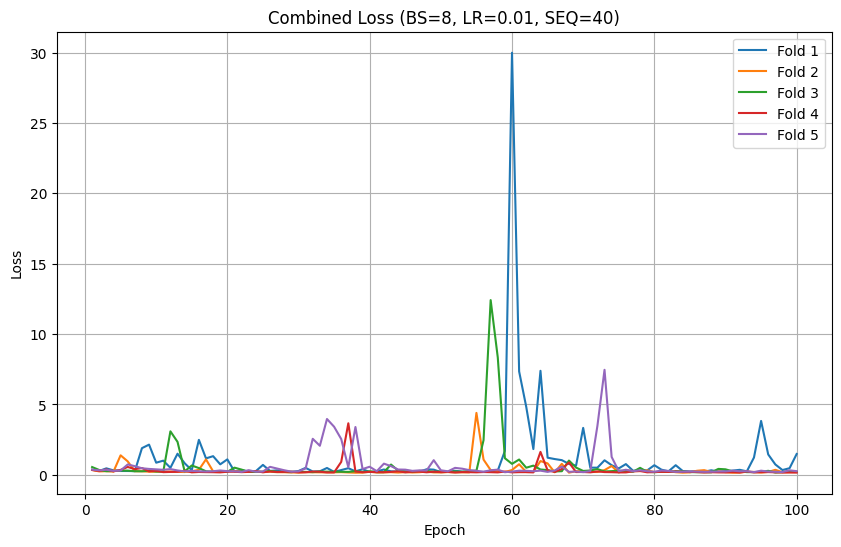 Combined Loss (BS=8, LR=0.01, SEQ=40)
Fold 1
Fold 2
Fold 3
Fold 4
Fold 5
Loss
30
25
20
15
10
5
0
0 20 40 60 80 100
Epoch